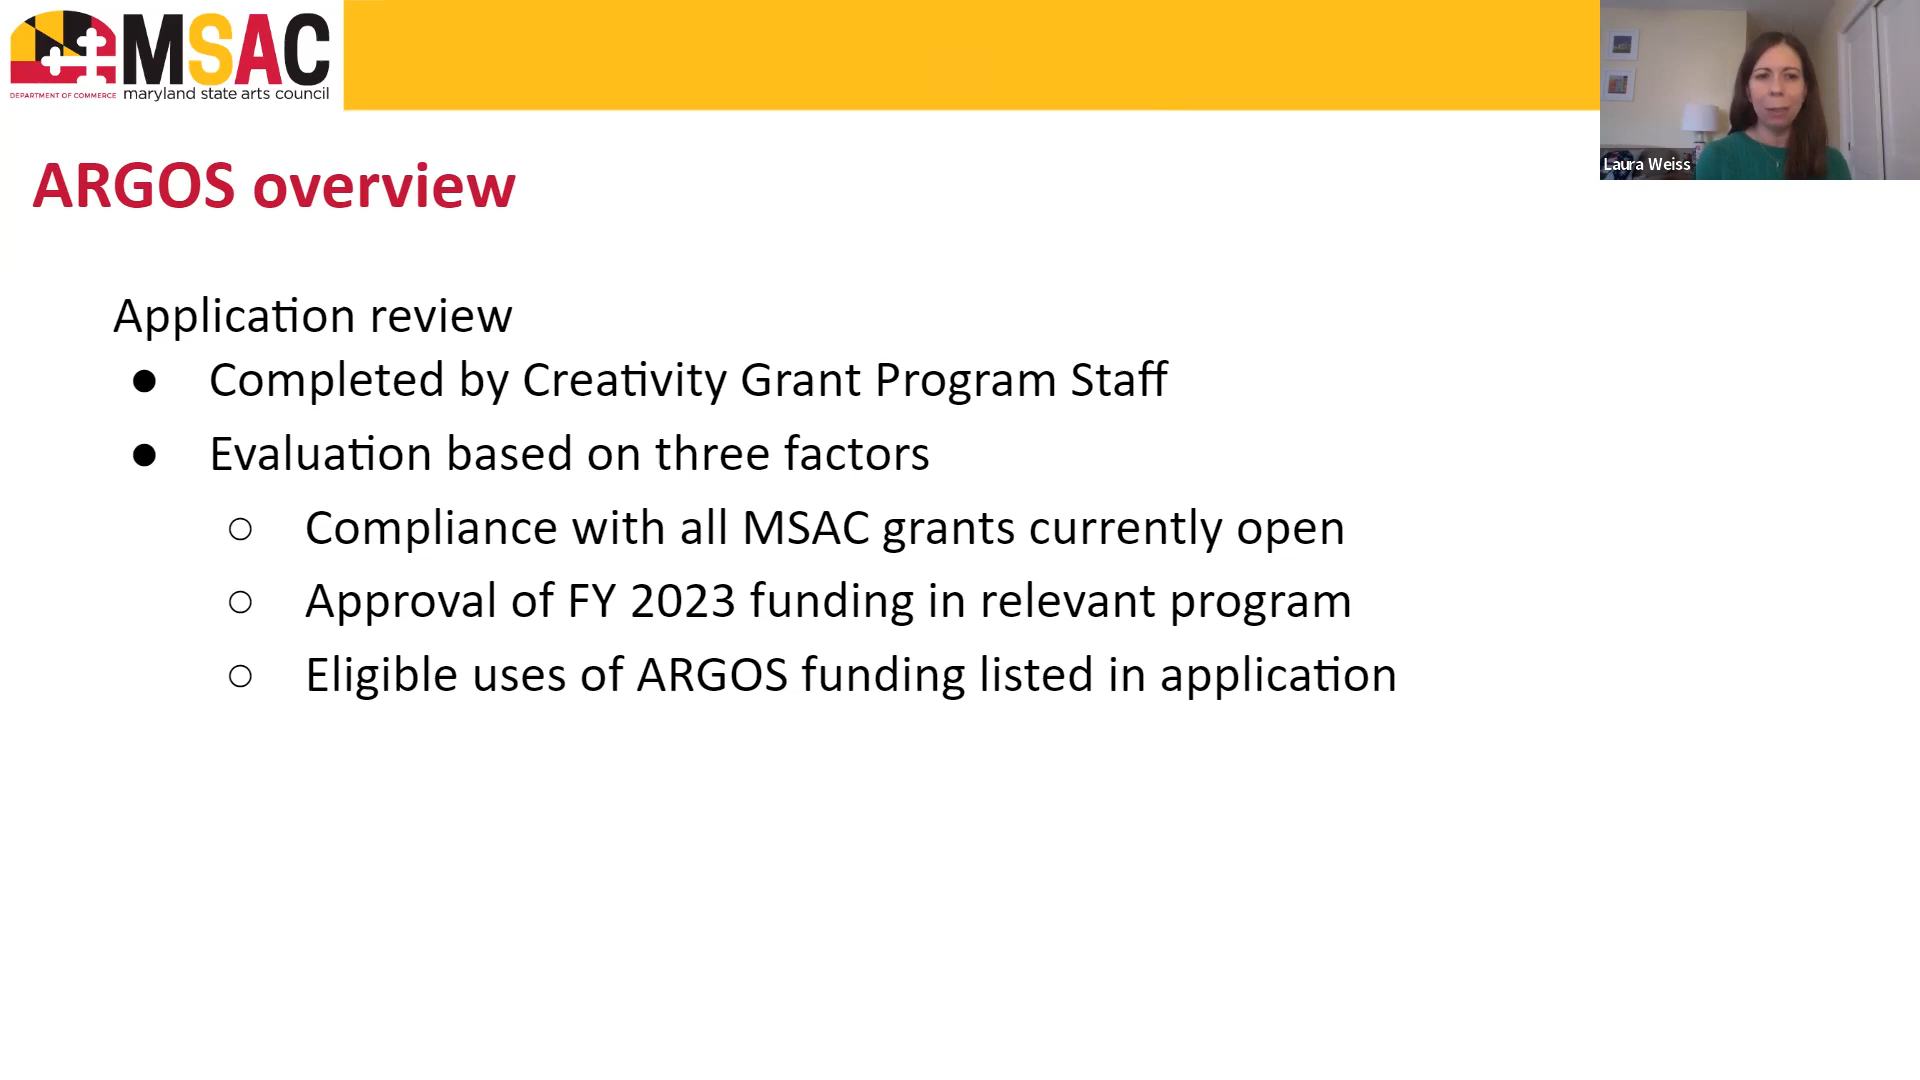 MSAC
DEPARTMENT OF COMMERCE maryland state arts council
Laura Weiss
ARGOS overview
Application review
● Completed by Creativity Grant Program Staff
● Evaluation based on three factors
○ Compliance with all MSAC grants currently open
○ Approval of FY 2023 funding in relevant program
○ Eligible uses of ARGOS funding listed in application